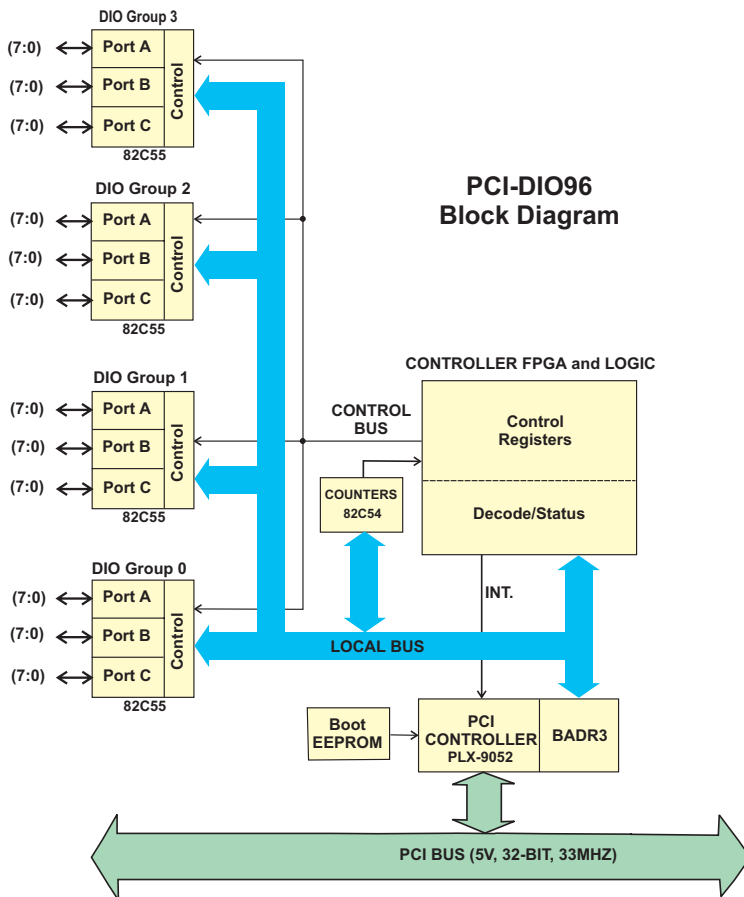 DIO Group 3
(7:0)
Port A
(7:0)
Port B
(7:0)
Port C
Control
82C55
PCI-DIO96
Block Diagram
DIO Group 2
(7:0)
Port A
(7:0)
Port B
(7:0)
Port C
Control
82C55
DIO Group 1
(7:0)
Port A
(7:0)
Port B
(7:0)
Port C
Control
82C55
CONTROLLER FPGA and LOGIC
CONTROL
BUS
Control
Registers
Decode/Status
COUNTERS
82C54
INT.
DIO Group 0
(7:0)
Port A
(7:0)
Port B
(7:0)
Port C
Control
82C55
LOCAL BUS
Boot
EEPROM
PCI
CONTROLLER
PLX-9052
BADR3
PCI BUS (5V, 32-BIT, 33MHZ)